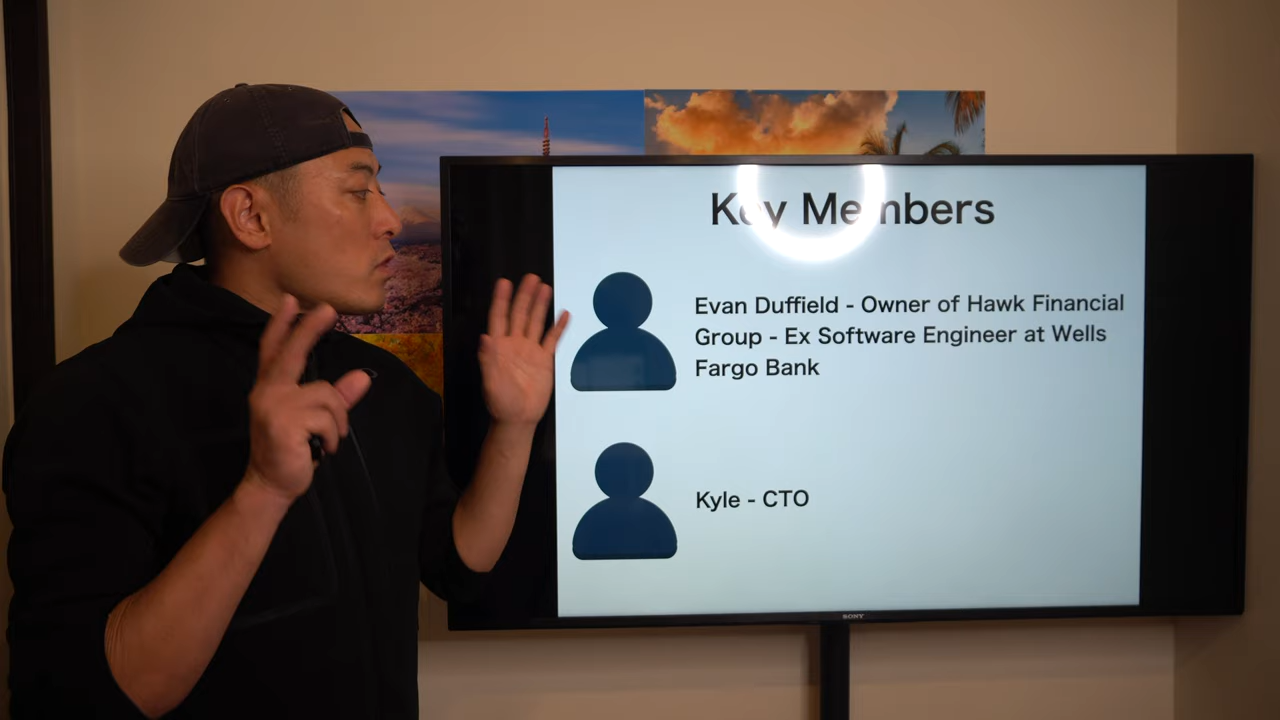 Key Members
Evan Duffield - Owner of Hawk Financial
Group - Ex Software Engineer at Wells
Fargo Bank
Kyle - CTO
SONY